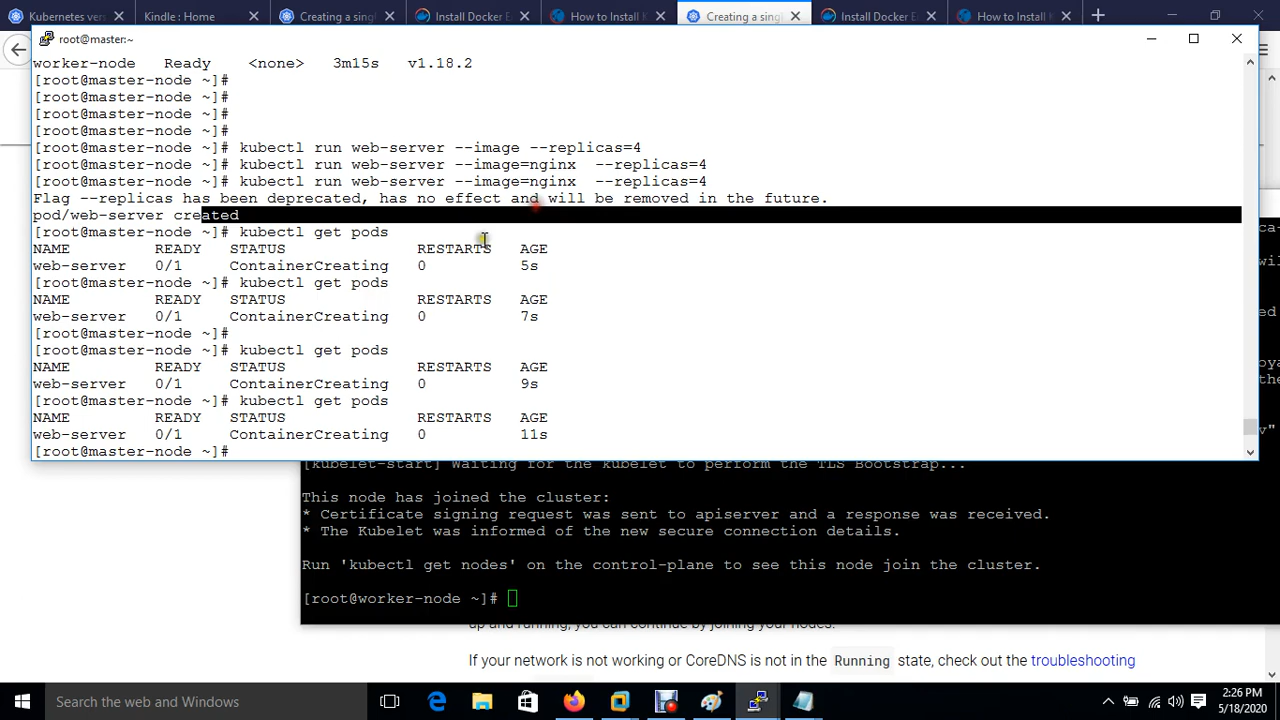 Kubernetes vers
Kindle : Home
Creating a sing
Install Docker E
How to Install K
Creating a sing
Install Docker E
How to Install K
root@master:~
worker-node Ready <none> 3m15s v1.18.2
[root@master-node ~]#
[root@master-node ~]#
[root@master-node ~]#
[root@master-node ~]#
[root@master-node ~]# kubectl run web-server --image --replicas=4
[root@master-node ~]# kubectl run web-server --image=nginx --replicas=4
[root@master-node ~]# kubectl run web-server --image=nginx --replicas=4
Flag --replicas has been deprecated, has no effect and will be removed in the future.
pod/web-server created
[root@master-node ~]# kubectl get pods
NAME READY STATUS RESTARTS AGE
web-server 0/1 ContainerCreating 0 5s
[root@master-node ~]# kubectl get pods
NAME READY STATUS RESTARTS AGE
web-server 0/1 ContainerCreating 0 7s
[root@master-node ~]#
[root@master-node ~]# kubectl get pods
NAME READY STATUS RESTARTS AGE
web-server 0/1 ContainerCreating 0 9s
[root@master-node ~]# kubectl get pods
NAME READY STATUS RESTARTS AGE
web-server 0/1 ContainerCreating 0 11s
[root@master-node ~]#
[kubelet-start] Waiting for the kubelet to perform the TLS Bootstrap...
This node has joined the cluster:
* Certificate signing request was sent to apiserver and a response was received.
* The Kubelet was informed of the new secure connection details.
Run 'kubectl get nodes' on the control-plane to see this node join the cluster.
[root@worker-node ~]#
up and running, you can continue by joining your nodes.
If your network is not working or CoreDNS is not in the Running state, check out the troubleshooting
Search the web and Windows
2:26 PM
5/18/2020